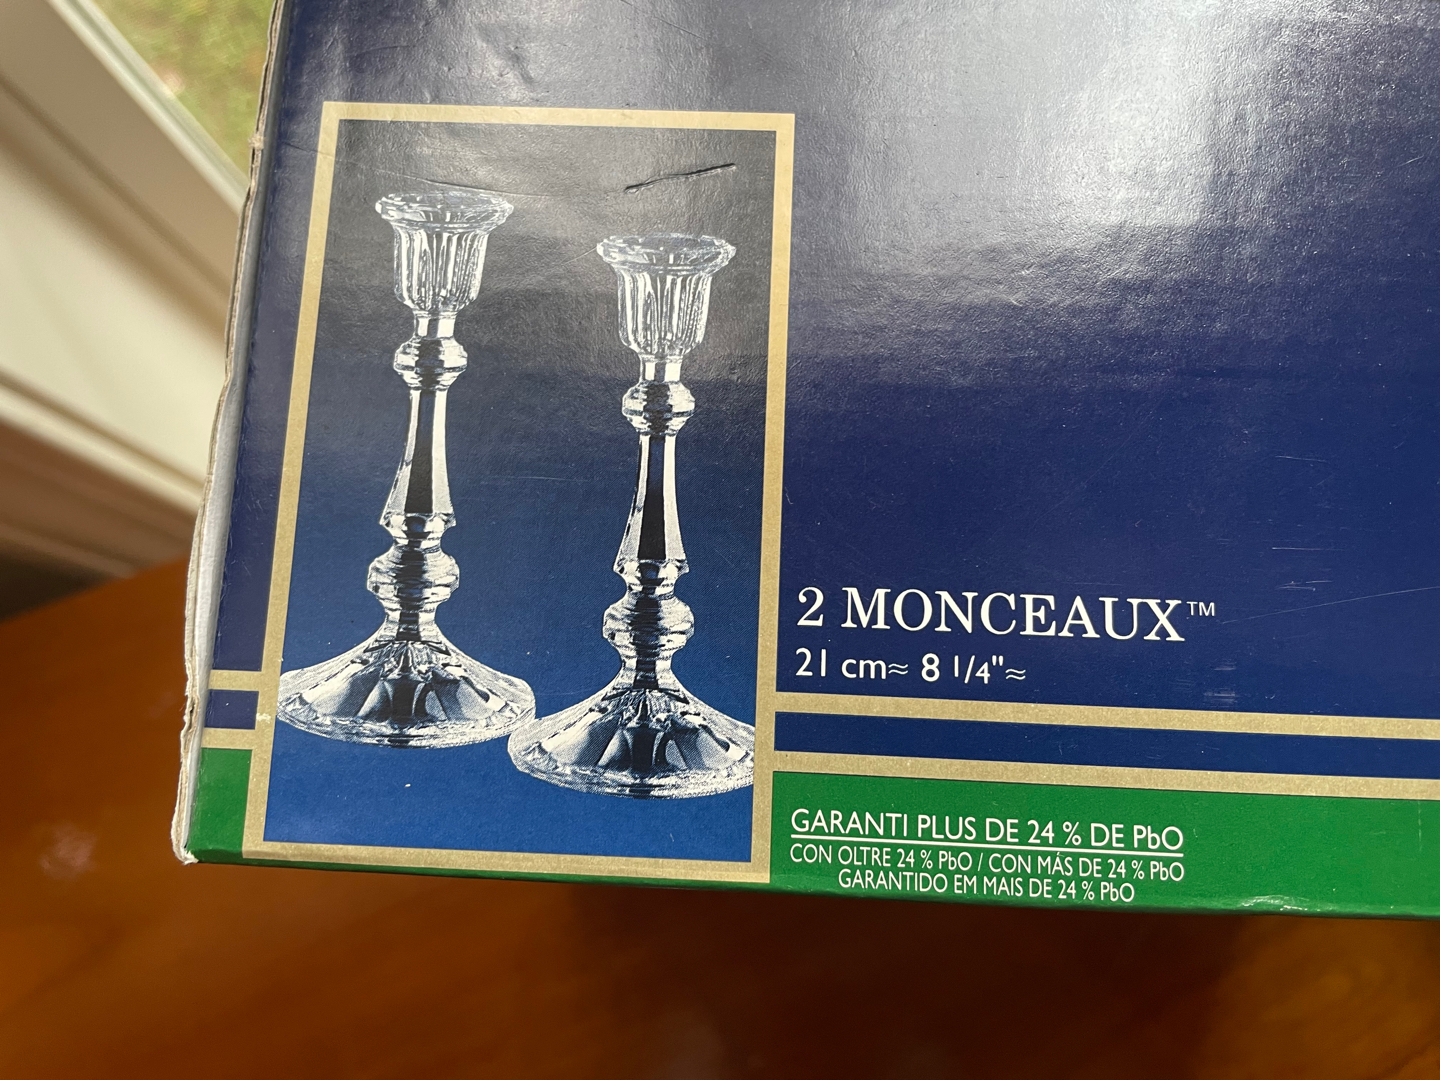 2 MONCEAUX™
21 cm≈ 8 1/4"≈
GARANTI PLUS DE 24 % DE PbO
CON OLTRE 24 % PbO / CON MÁS DE 24 % PbO
GARANTIDO EM MAIS DE 24 % PbO